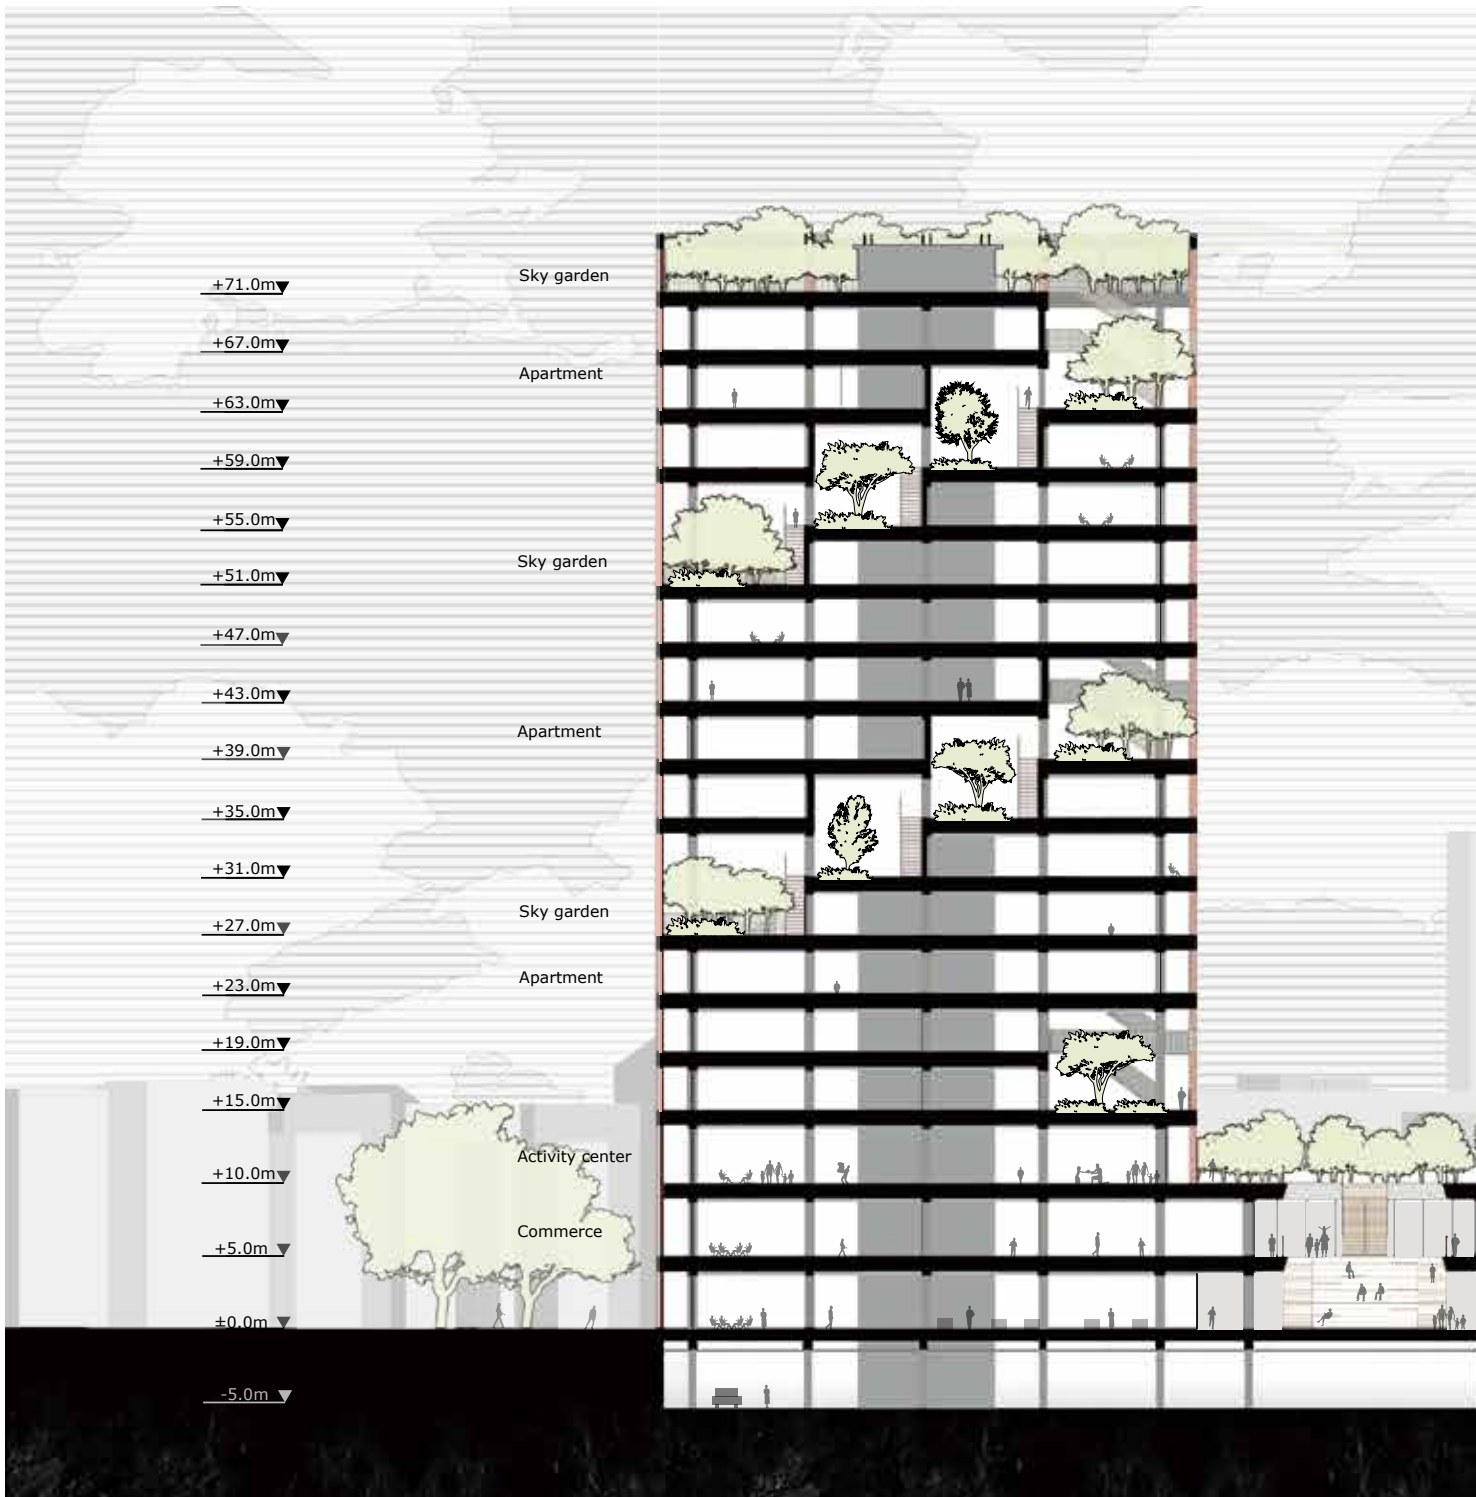 Sky garden
+71.0m
+67.0m
Apartment
+63.0m
+59.0m
+55.0m
Sky garden
+51.0m
+47.0m
+43.0m
Apartment
+39.0m
+35.0m
+31.0m
Sky garden
+27.0m
Apartment
+23.0m
+19.0m
+15.0m
Activity center
+10.0m
Commerce
+5.0m
±0.0m
-5.0m